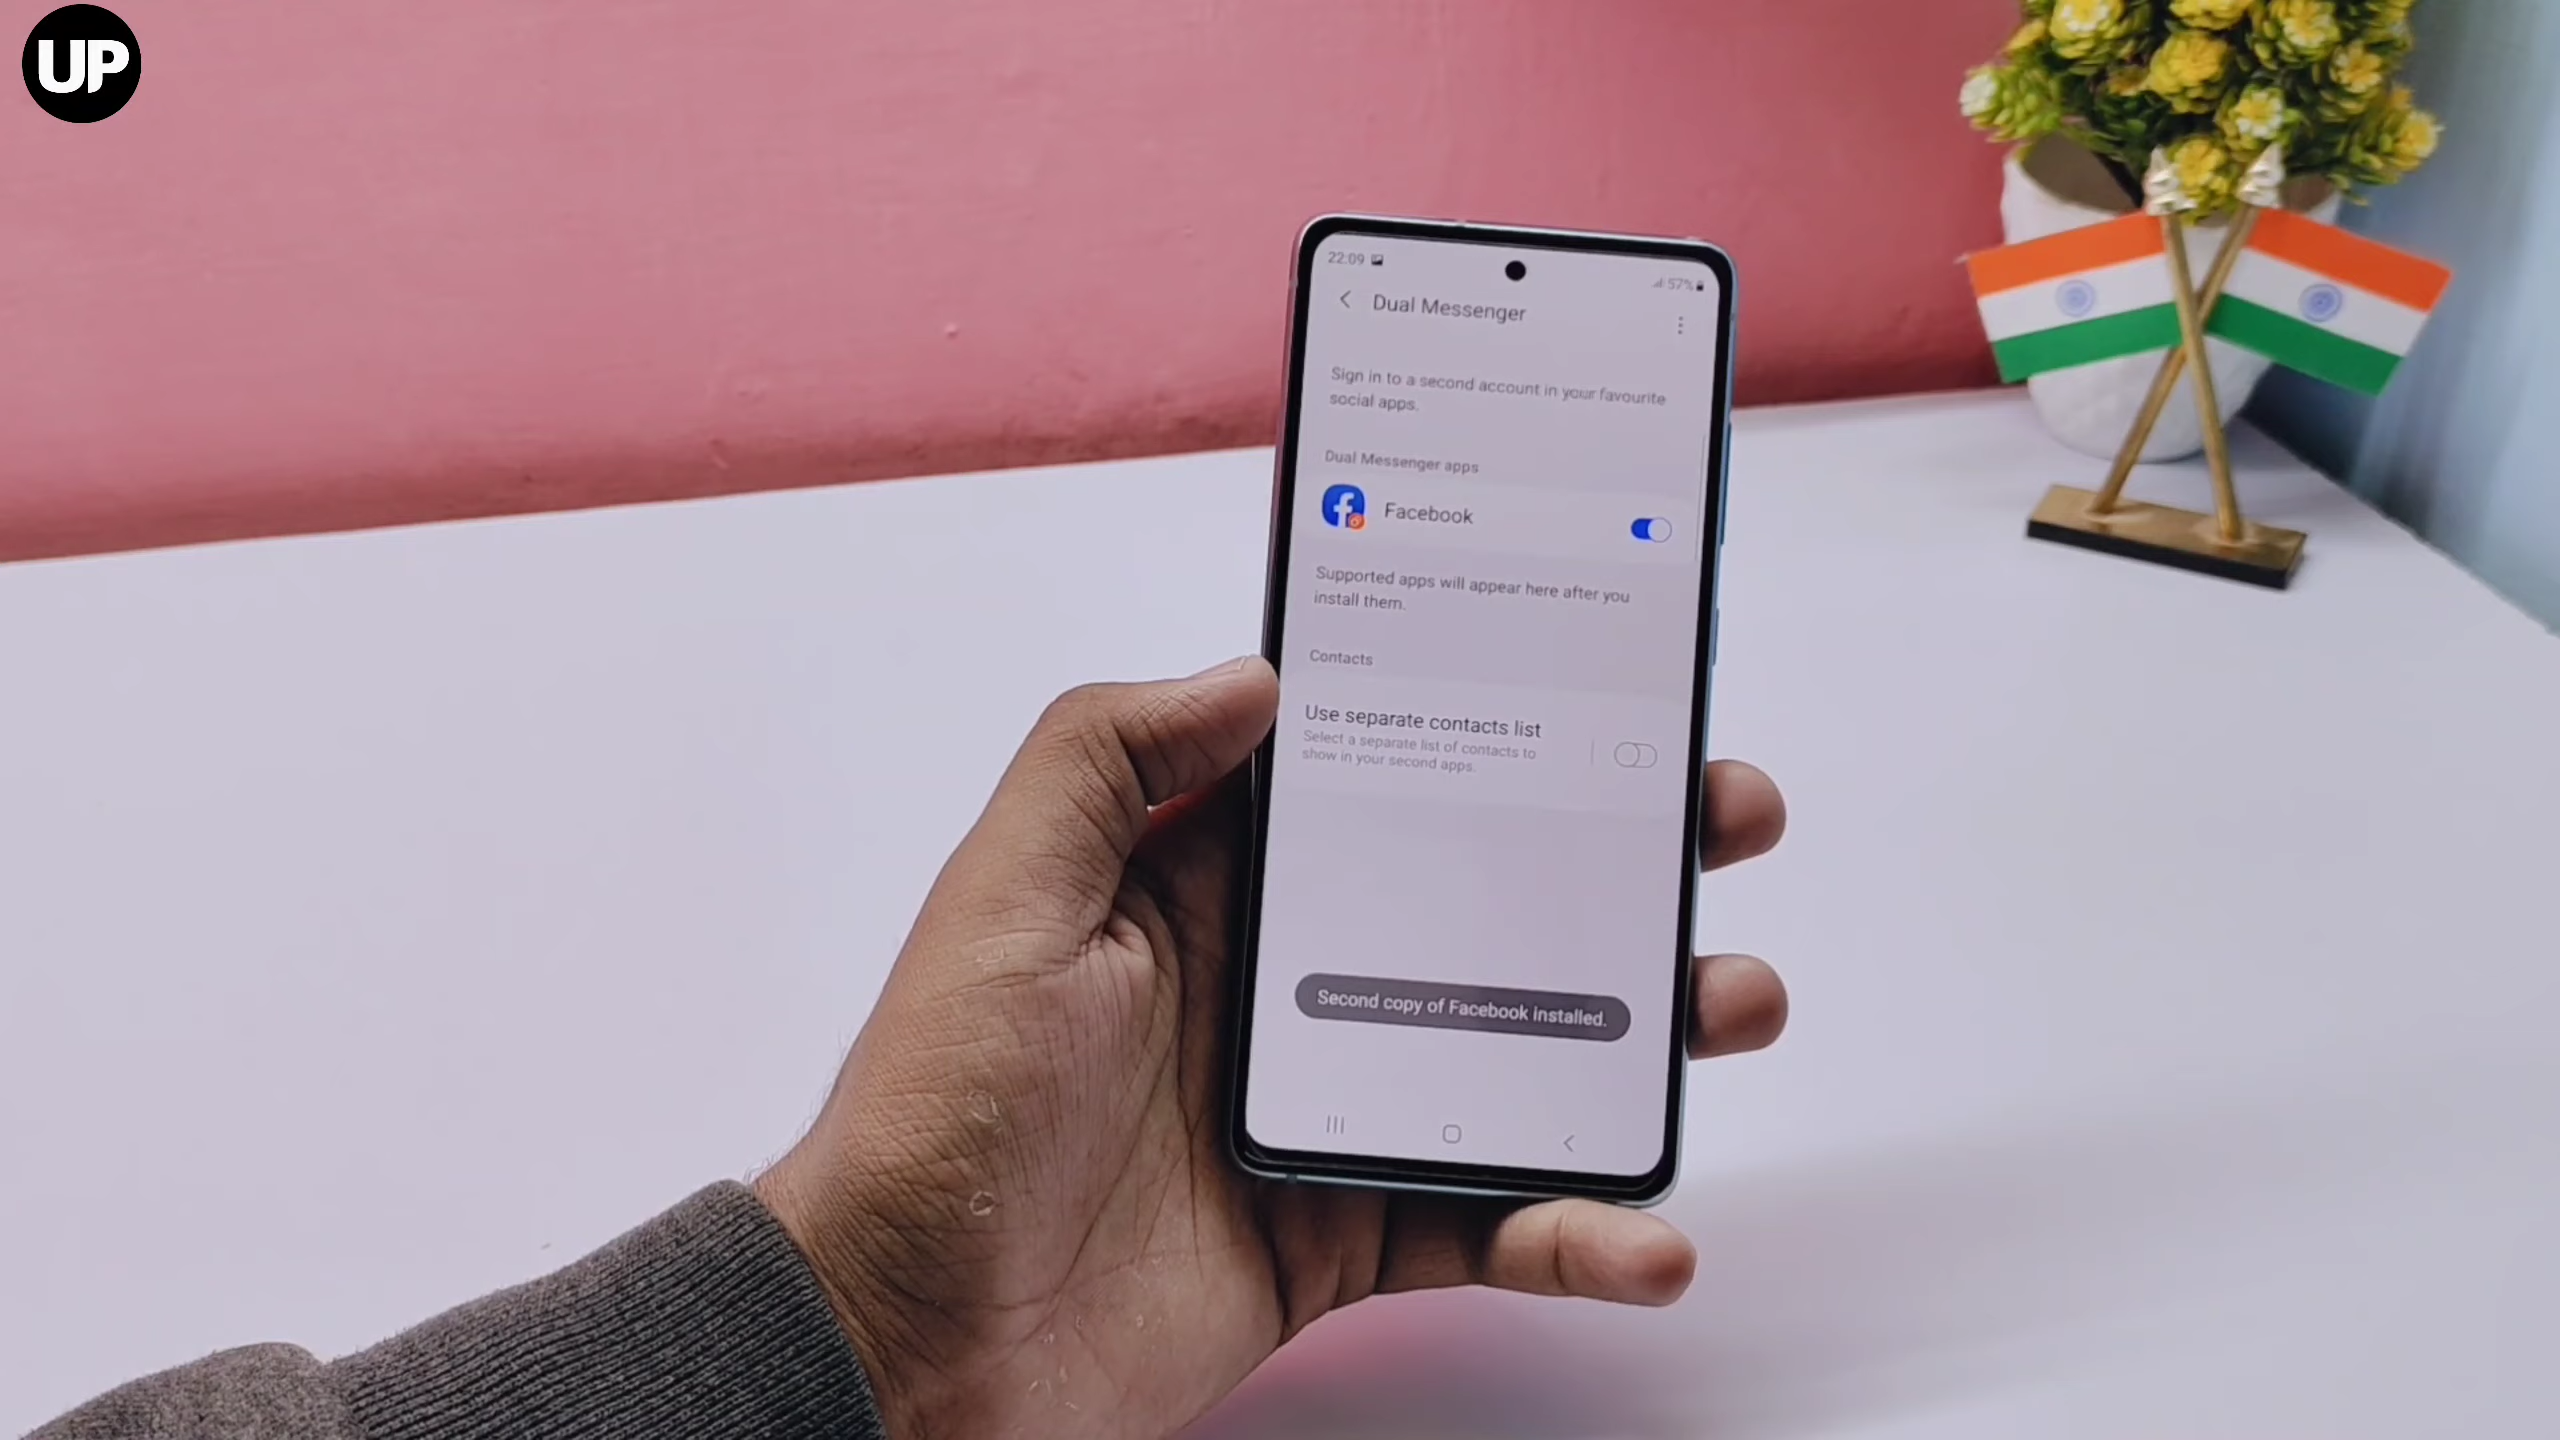 UP
22:09
57%
Dual Messenger
Sign in to a second account in your favourite
social apps.
Dual Messenger apps
Facebook
Supported apps will appear here after you
install them.
Contacts
Use separate contacts list
Select a separate list of contacts to
show in your second apps.
Second copy of Facebook installed.